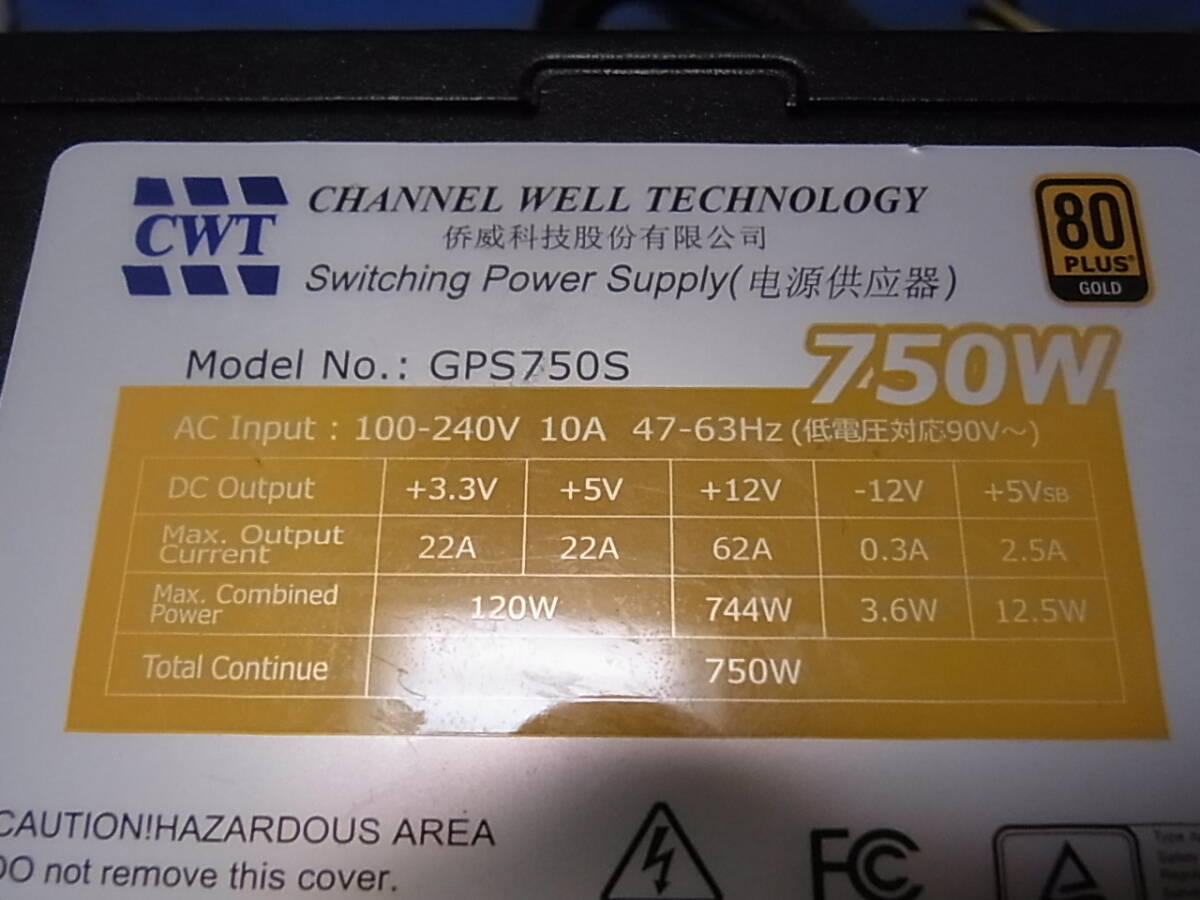 CWT
CHANNEL WELL TECHNOLOGY
侨威科技股份有限公司
Switching Power Supply(电源供应器)
80
PLUS®
GOLD
Model No.: GPS750S
750W
AC Input : 100-240V 10A 47-63Hz (低電圧対応90V～)
DC Output +3.3V +5V +12V -12V +5VSB
Max. Output
Current 22A 22A 62A 0.3A 2.5A
Max. Combined
Power 120W 744W 3.6W 12.5W
Total Continue 750W
CAUTION!HAZARDOUS AREA
DO not remove this cover.
FC